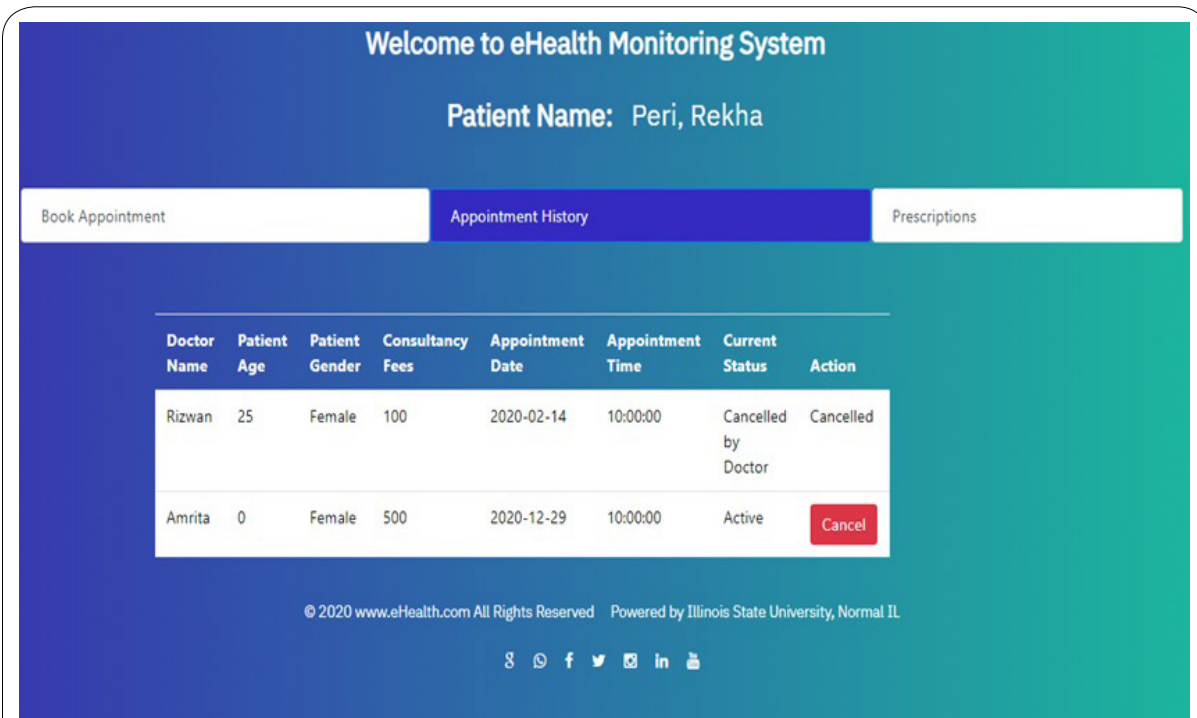 Welcome to eHealth Monitoring System
Patient Name: Peri, Rekha
Book Appointment Appointment History Prescriptions
Doctor Name Patient Age Patient Gender Consultancy Fees Appointment Date Appointment Time Current Status Action
Rizwan 25 Female 100 2020-02-14 10:00:00 Cancelled by Doctor Cancelled
Amrita 0 Female 500 2020-12-29 10:00:00 Active Cancel
© 2020 www.eHealth.com All Rights Reserved Powered by Illinois State University, Normal IL